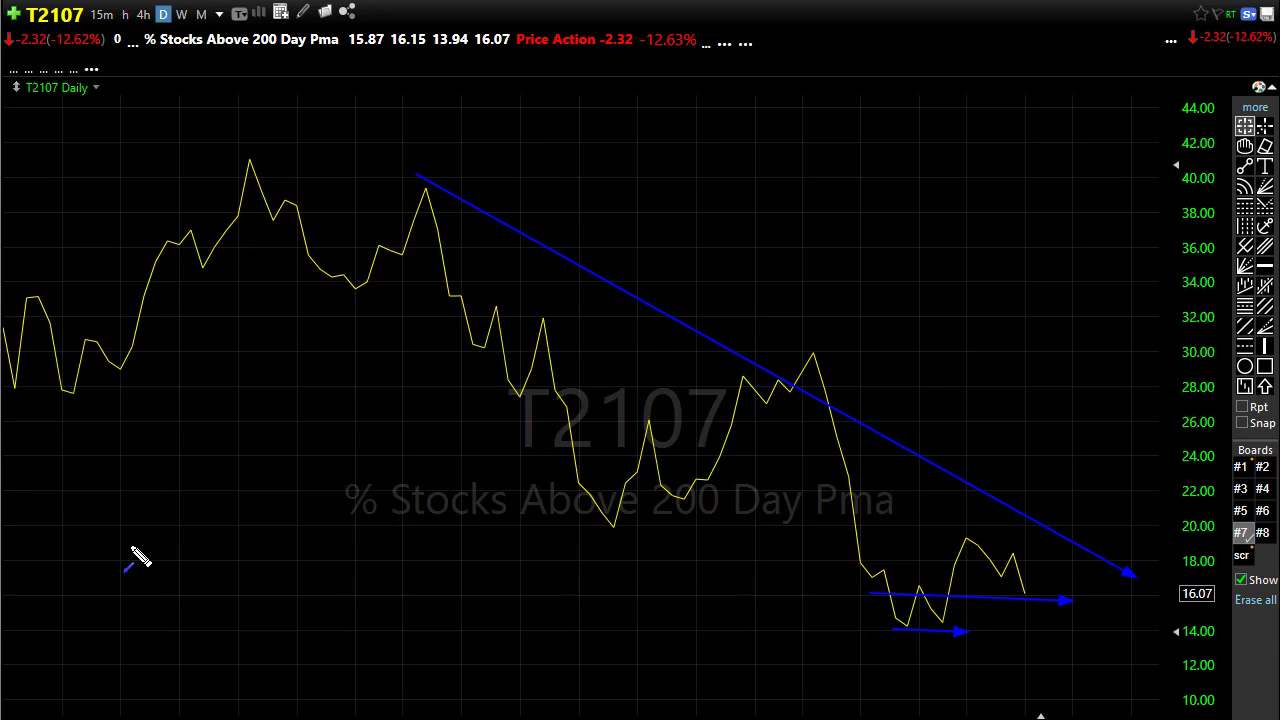 T2107 15m h 4h D W M T RT S
-2.32(-12.62%) 0 ... % Stocks Above 200 Day Pma 15.87 16.15 13.94 16.07 Price Action -2.32 -12.63% ... ... ... ... -2.32(-12.62%)
... ... ... ... ... ...
T2107 Daily
more
44.00
42.00
40.00
38.00
36.00
34.00
32.00
30.00
28.00
26.00
24.00
22.00
20.00
18.00
16.07
14.00
12.00
10.00
T2107
% Stocks Above 200 Day Pma
T
Rpt
Snap
Boards
#1 #2
#3 #4
#5 #6
#7 #8
scr
Show
Erase all